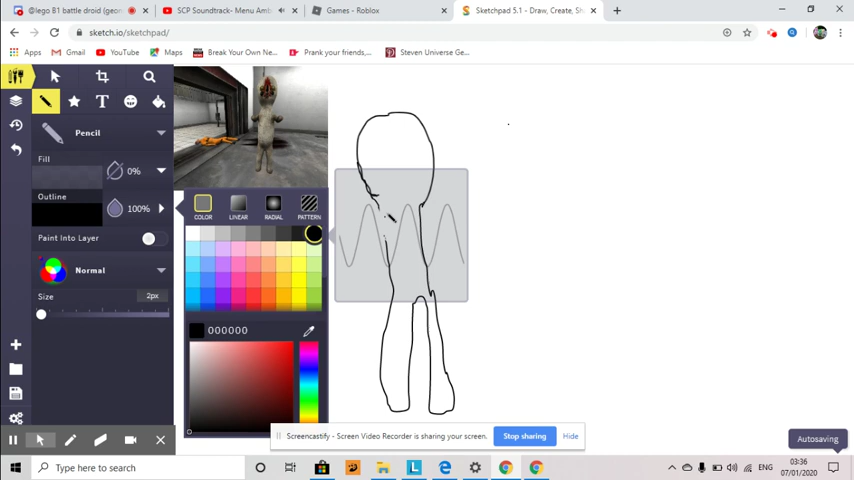 @lego B1 battle droid (geom
SCP Soundtrack- Menu Amb
Games - Roblox
Sketchpad 5.1 - Draw, Create, Sha
sketch.io/sketchpad/
Apps
Gmail
YouTube
Maps
Break Your Own Ne...
Prank your friends,...
Steven Universe Ge...
Pencil
Fill
0%
Outline
100%
Paint Into Layer
Normal
Size
2px
COLOR
LINEAR
RADIAL
PATTERN
000000
Screencastify - Screen Video Recorder is sharing your screen.
Stop sharing
Hide
Autosaving
Type here to search
ENG
03:36
07/01/2020